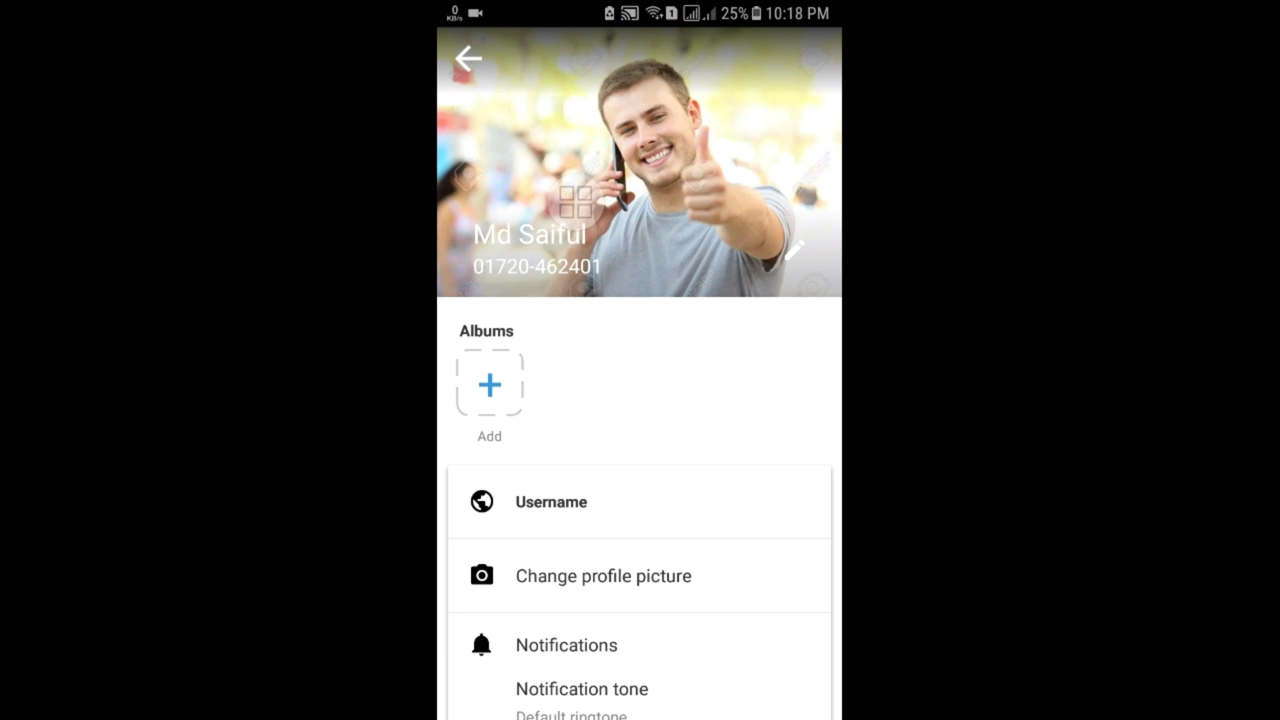 0
KB/s
1
25%
10:18 PM
Md Saiful
01720-462401
Albums
Add
Username
Change profile picture
Notifications
Notification tone
Default ringtone